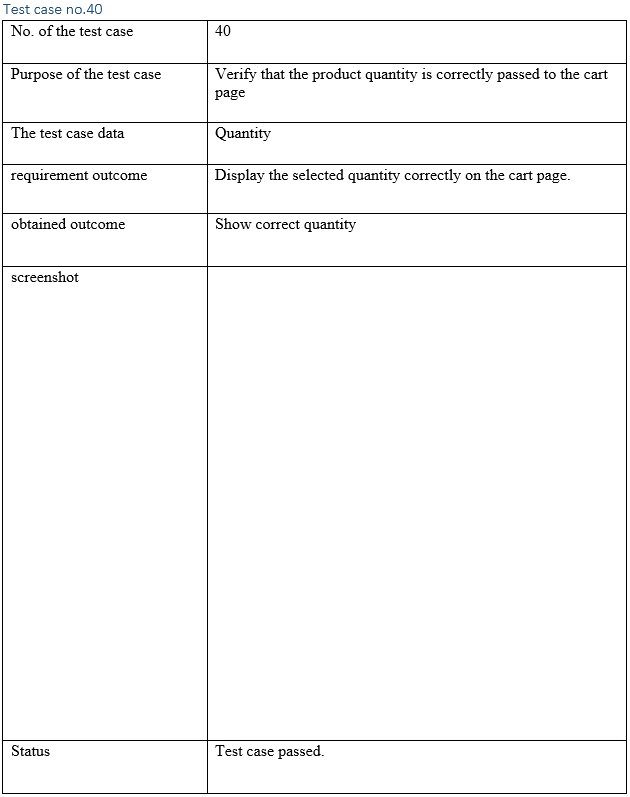 Test case no.40
No. of the test case 40
Purpose of the test case Verify that the product quantity is correctly passed to the cart
page
The test case data Quantity
requirement outcome Display the selected quantity correctly on the cart page.
obtained outcome Show correct quantity
screenshot
Status Test case passed.